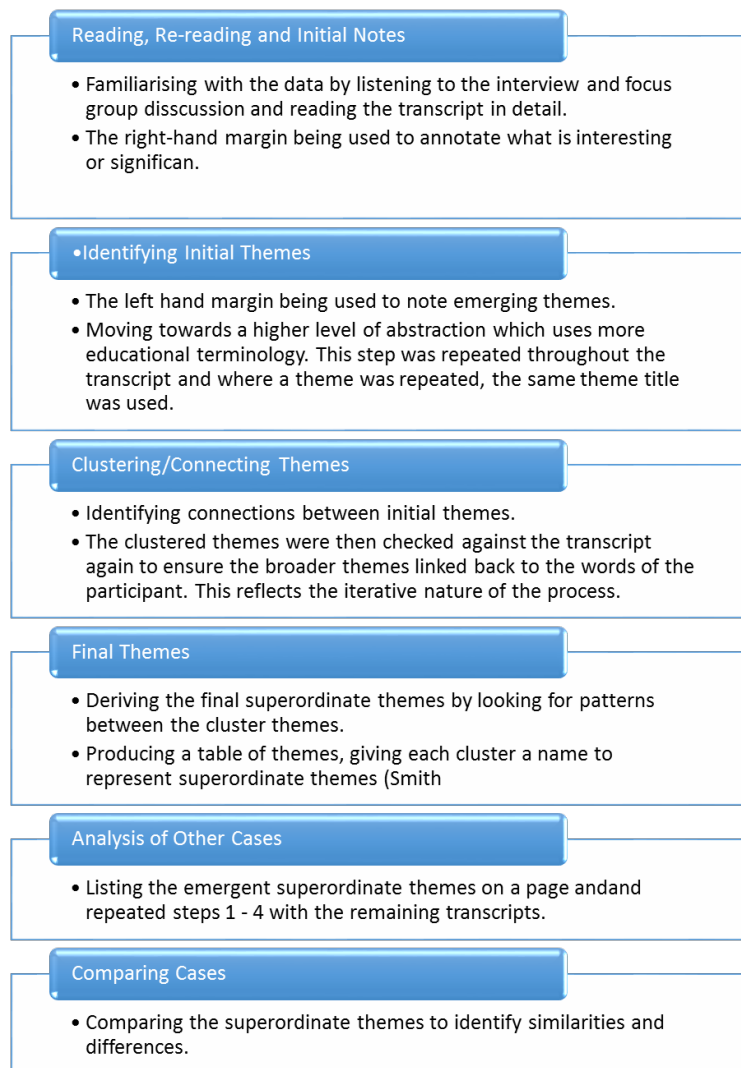 Reading, Re-reading and Initial Notes
• Familiarising with the data by listening to the interview and focus
group disscussion and reading the transcript in detail.
• The right-hand margin being used to annotate what is interesting
or significan.
•Identifying Initial Themes
• The left hand margin being used to note emerging themes.
• Moving towards a higher level of abstraction which uses more
educational terminology. This step was repeated throughout the
transcript and where a theme was repeated, the same theme title
was used.
Clustering/Connecting Themes
• Identifying connections between initial themes.
• The clustered themes were then checked against the transcript
again to ensure the broader themes linked back to the words of the
participant. This reflects the iterative nature of the process.
Final Themes
• Deriving the final superordinate themes by looking for patterns
between the cluster themes.
• Producing a table of themes, giving each cluster a name to
represent superordinate themes (Smith
Analysis of Other Cases
• Listing the emergent superordinate themes on a page andand
repeated steps 1 - 4 with the remaining transcripts.
Comparing Cases
• Comparing the superordinate themes to identify similarities and
differences.